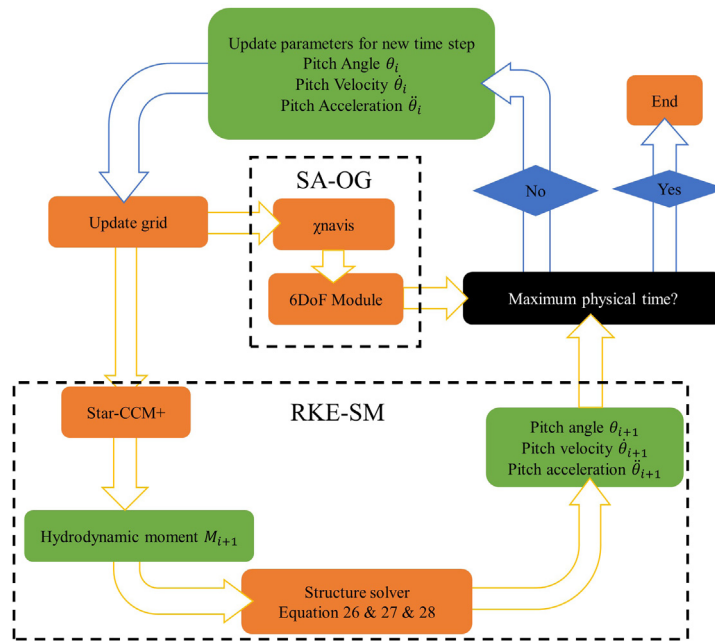 Update parameters for new time step
Pitch Angle θᵢ
Pitch Velocity θ̇ᵢ
Pitch Acceleration θ̈ᵢ
End
SA-OG
No
Yes
Update grid
χnavis
6DoF Module
Maximum physical time?
Star-CCM+
RKE-SM
Pitch angle θᵢ₊₁
Pitch velocity θ̇ᵢ₊₁
Pitch acceleration θ̈ᵢ₊₁
Hydrodynamic moment Mᵢ₊₁
Structure solver
Equation 26 & 27 & 28